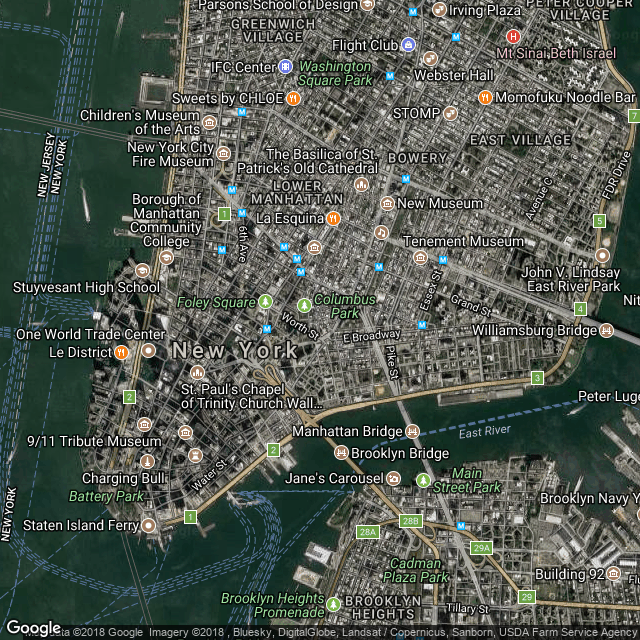 Parsons School of Design
Irving Placa
PETER COOPER
VILLAGE
GREENWICH
VILLAGE
Flight Club
Mt Sinai Beth Israel
IFC Center
Washington
Square Park
Webster Hall
Sweets by CHLOE
Momofuku Noodle Bar
Children's Museum
of the Arts
STOMP
7
EAST VILLAGE
New York City
Fire Museum
The Basilica of St.
Patrick's Old Cathedral
BOWERY
FDR Drive
NEW JERSEY
NEW YORK
LOWER
MANHATTAN
Avenue C
Borough of
Manhattan
Community
College
1
6th Ave
La Esquina
New Museum
5
Tenement Museum
Stuyvesant High School
Essex St
John V. Lindsay
East River Park
Foley Square
Columbus
Park
Grand St
4
Worth St
E Broadway
Williamsburg Bridge
One World Trade Center
Le District
New York
Pike St
3
St. Paul's Chapel
of Trinity Church Wall...
2
Peter Luge
9/11 Tribute Museum
Manhattan Bridge
East River
2
Brooklyn Bridge
Charging Bull
Water St
Jane's Carousel
Main
Street Park
Battery Park
NEW YORK
Brooklyn Navy Y
Staten Island Ferry
1
28A
28B
29A
Cadman
Plaza Park
Building 92
Brooklyn Heights
Promenade
BROOKLYN
HEIGHTS
29
Tillary St
Google
©2018 Google Imagery ©2018 , Bluesky, DigitalGlobe, Landsat / Copernicus, Sanborn, USDA Farm Service Agen